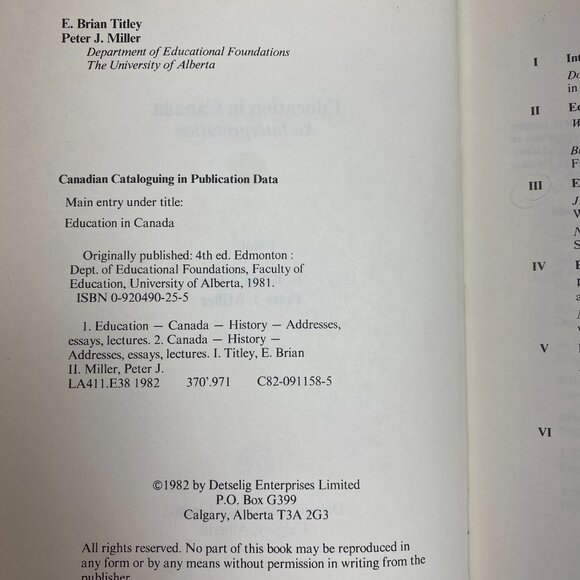 E. Brian Titley
Peter J. Miller
Department of Educational Foundations
The University of Alberta
Canadian Cataloguing in Publication Data
Main entry under title:
Education in Canada
Originally published: 4th ed. Edmonton :
Dept. of Educational Foundations, Faculty of
Education, University of Alberta, 1981.
ISBN 0-920490-25-5
1. Education — Canada — History — Addresses,
essays, lectures. 2. Canada — History —
Addresses, essays, lectures. I. Titley, E. Brian
II. Miller, Peter J.
LA411.E38 1982 370'.971 C82-091158-5
©1982 by Detselig Enterprises Limited
P.O. Box G399
Calgary, Alberta T3A 2G3
All rights reserved. No part of this book may be reproduced in
any form or by any means without permission in writing from the
publisher.
I
in
II
III
IV
V
VI